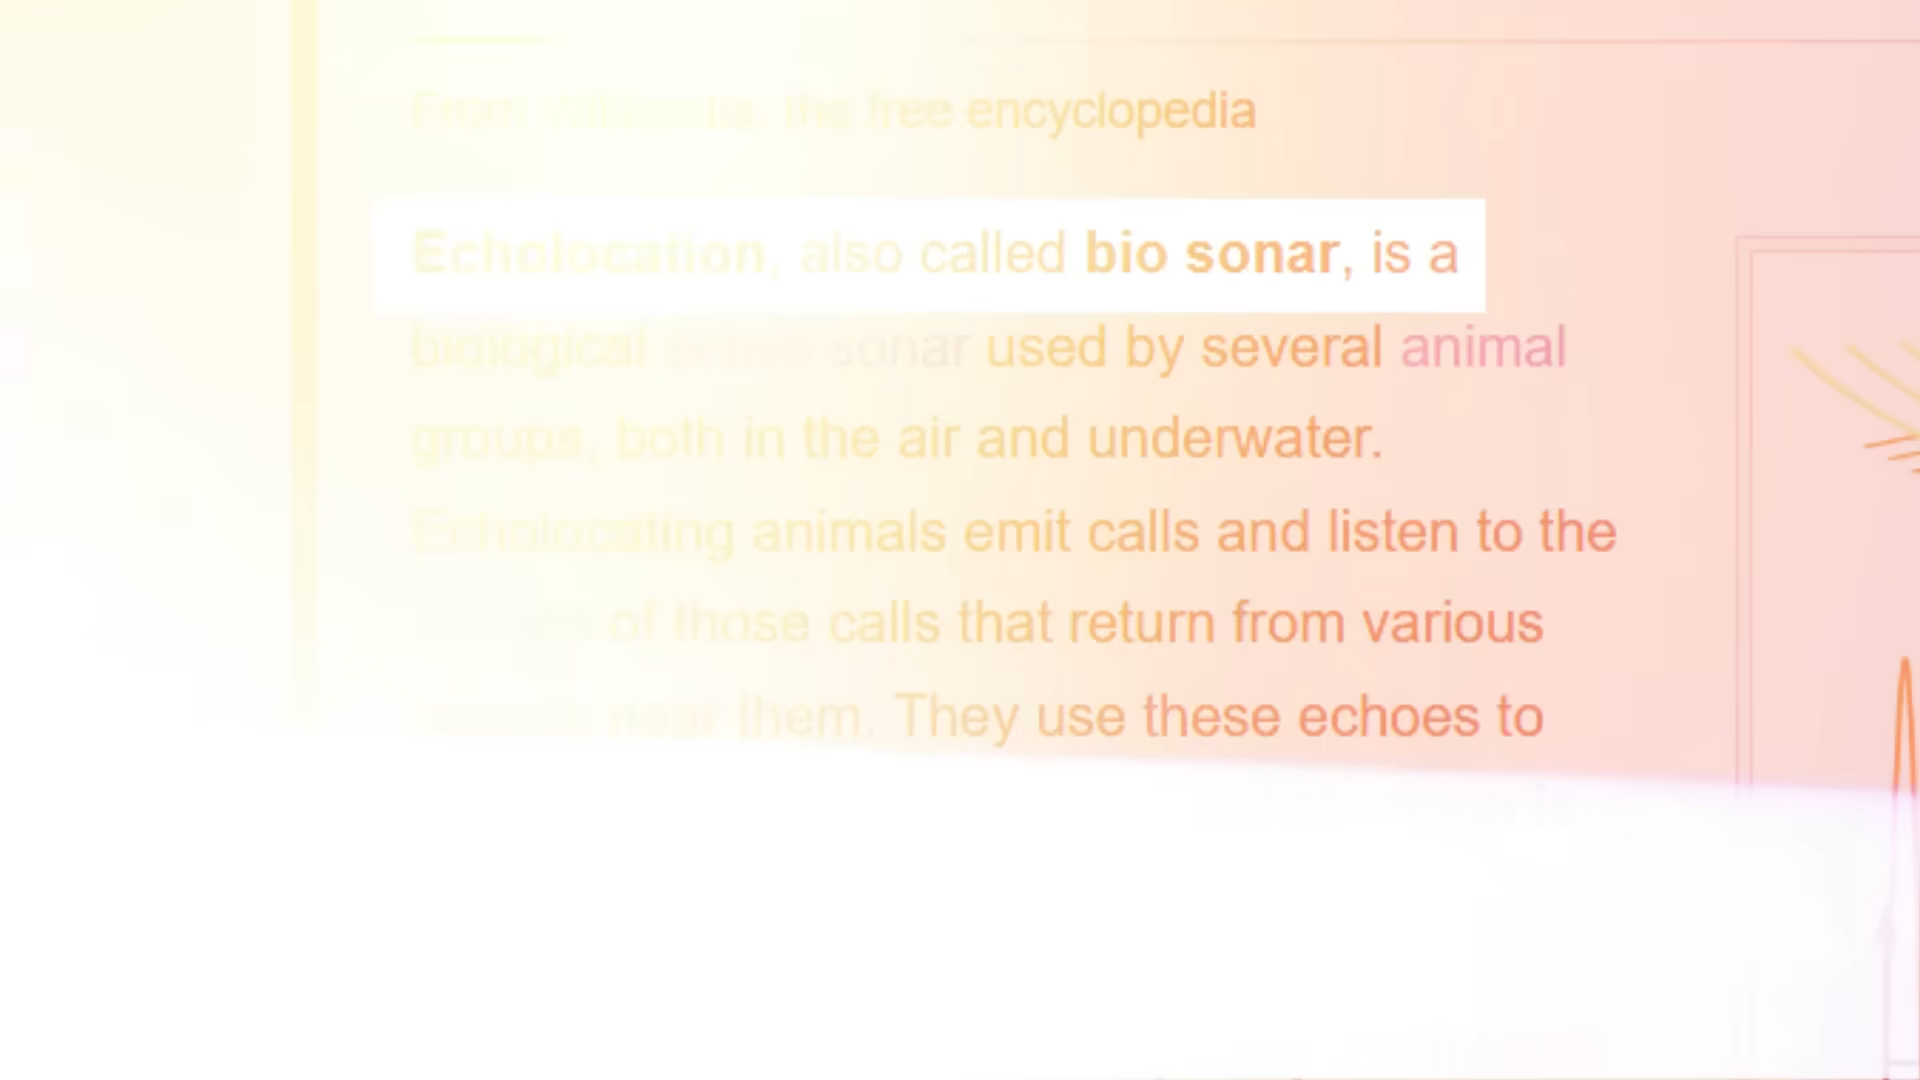 From Wikipedia, the free encyclopedia
Echolocation, also called bio sonar, is a
biological active sonar used by several animal
groups, both in the air and underwater.
Echolocating animals emit calls and listen to the
of those calls that return from various
near them. They use these echoes to